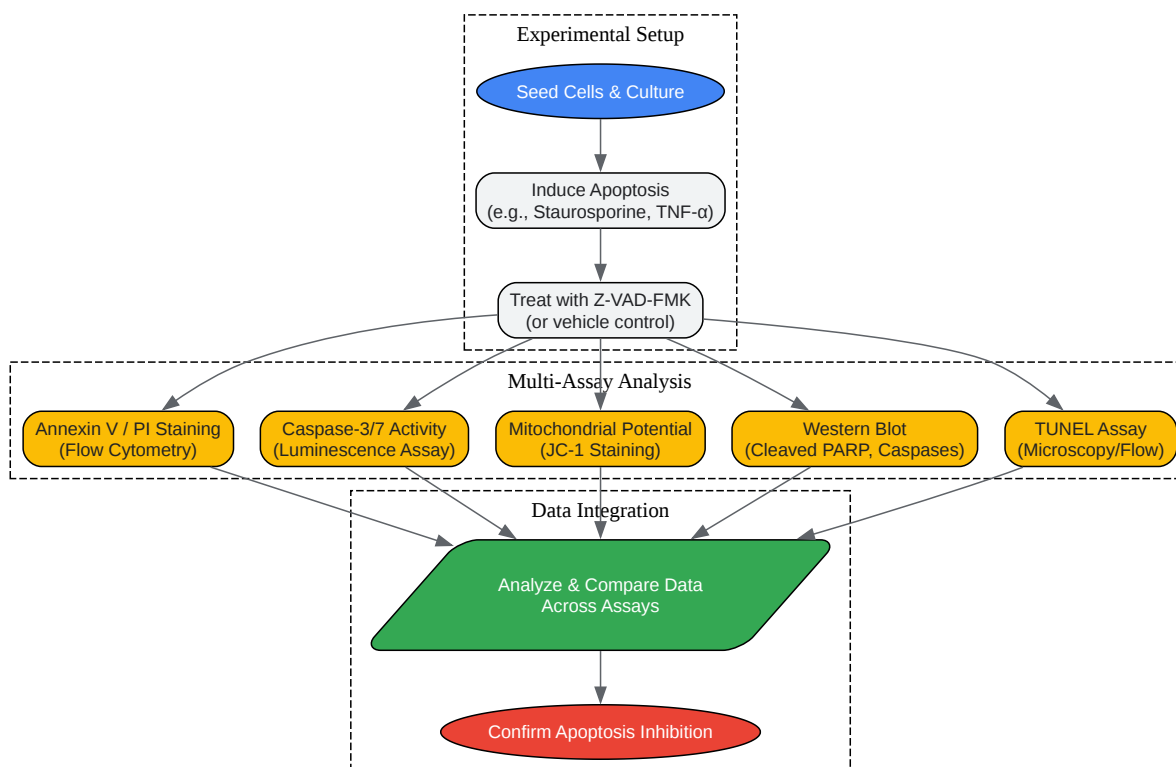 Experimental Setup
Seed Cells & Culture
Induce Apoptosis
(e.g., Staurosporine, TNF-α)
Treat with Z-VAD-FMK
(or vehicle control)
Multi-Assay Analysis
Annexin V / PI Staining
(Flow Cytometry)
Caspase-3/7 Activity
(Luminescence Assay)
Mitochondrial Potential
(JC-1 Staining)
Western Blot
(Cleaved PARP, Caspases)
TUNEL Assay
(Microscopy/Flow)
Data Integration
Analyze & Compare Data
Across Assays
Confirm Apoptosis Inhibition